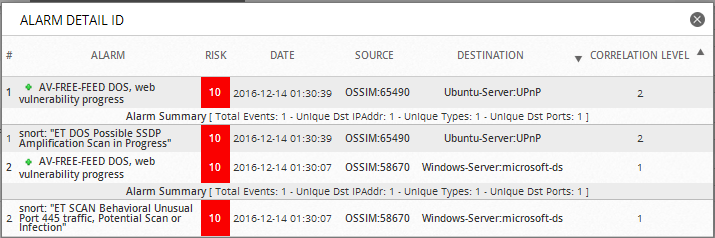 ALARM DETAIL ID
# ALARM RISK DATE SOURCE DESTINATION CORRELATION LEVEL
1 AV-FREE-FEED DOS, web vulnerability progress 10 2016-12-14 01:30:39 OSSIM:65490 Ubuntu-Server:UPnP 2
Alarm Summary [ Total Events: 1 - Unique Dst IPAddr: 1 - Unique Types: 1 - Unique Dst Ports: 1 ]
1 snort: "ET DOS Possible SSDP Amplification Scan in Progress" 10 2016-12-14 01:30:39 OSSIM:65490 Ubuntu-Server:UPnP 2
2 AV-FREE-FEED DOS, web vulnerability progress 10 2016-12-14 01:30:07 OSSIM:58670 Windows-Server:microsoft-ds 1
Alarm Summary [ Total Events: 1 - Unique Dst IPAddr: 1 - Unique Types: 1 - Unique Dst Ports: 1 ]
2 snort: "ET SCAN Behavioral Unusual Port 445 traffic, Potential Scan or Infection" 10 2016-12-14 01:30:07 OSSIM:58670 Windows-Server:microsoft-ds 1